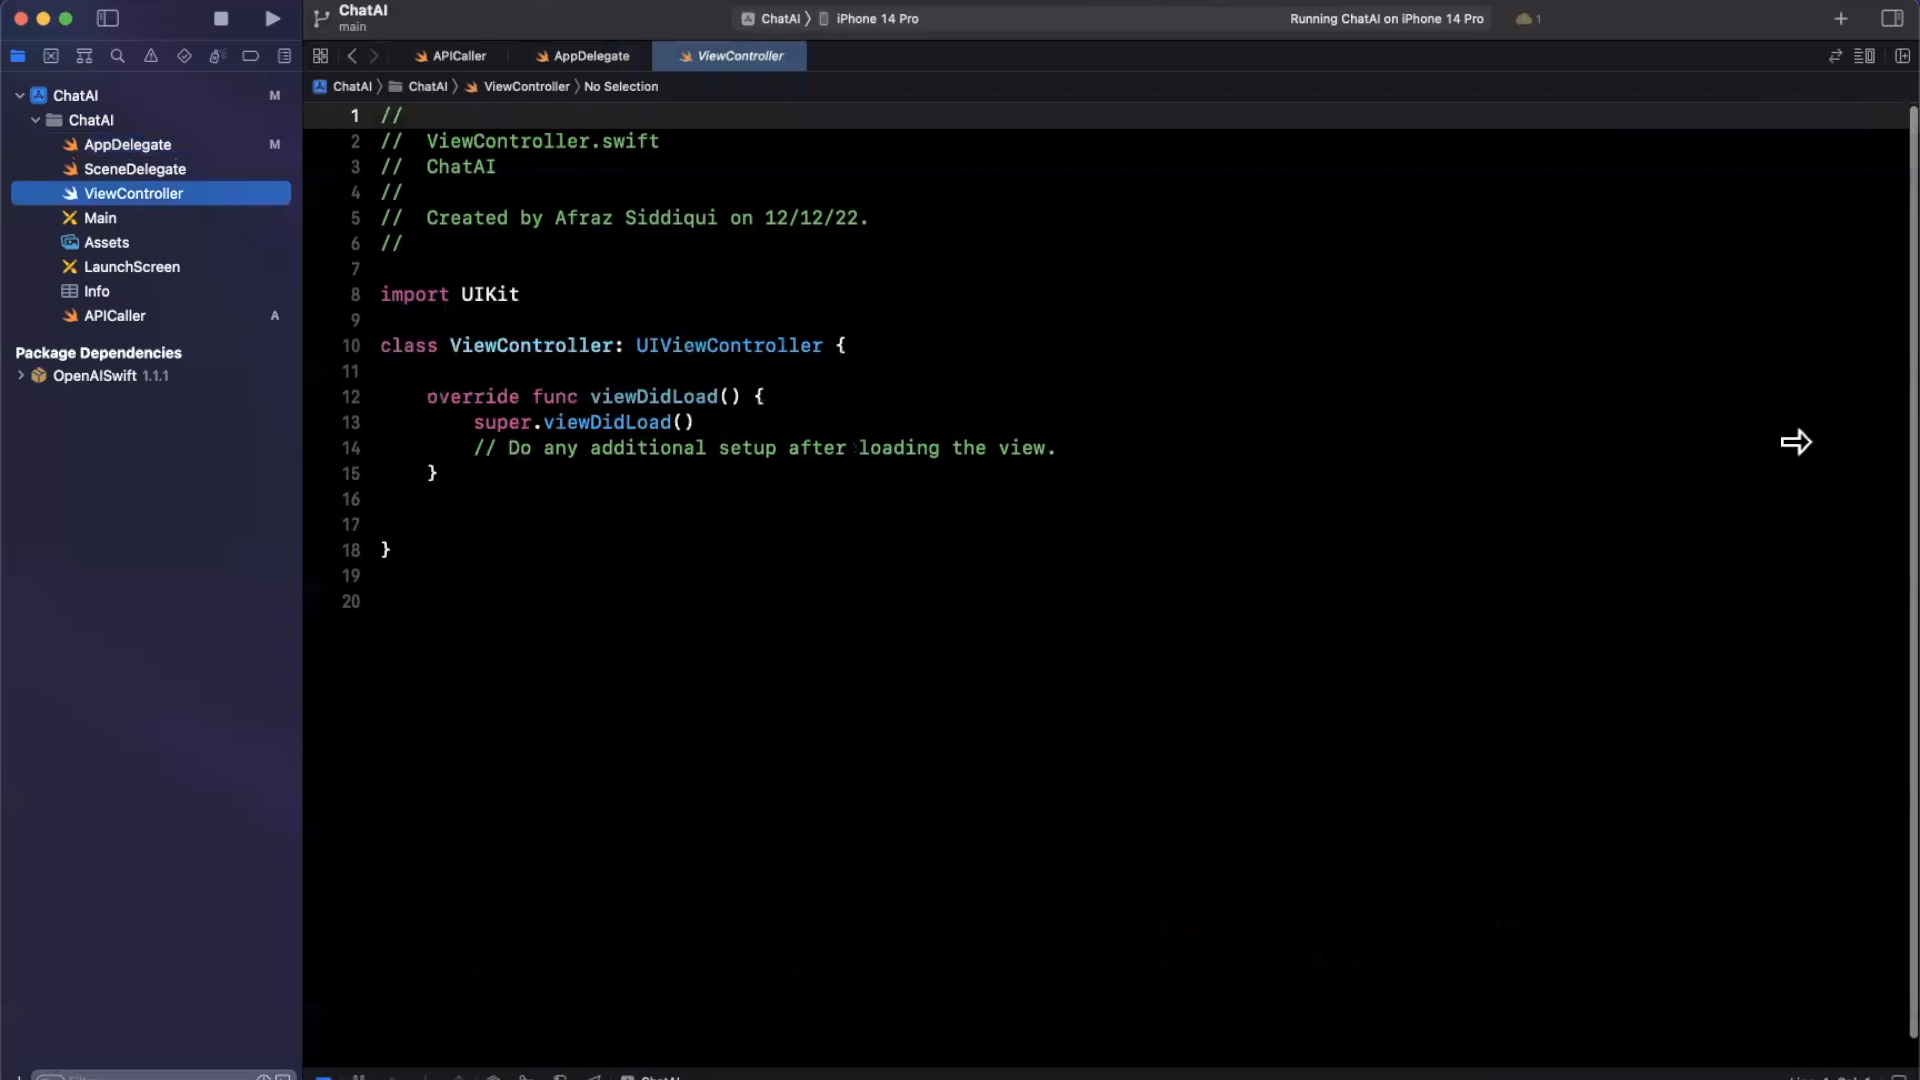 ChatAI
main
ChatAI
iPhone 14 Pro
Running ChatAI on iPhone 14 Pro
1
APICaller
AppDelegate
ViewController
ChatAI
ChatAI
ViewController
No Selection
ChatAI
M
ChatAI
AppDelegate
M
SceneDelegate
ViewController
Main
Assets
LaunchScreen
Info
APICaller
A
Package Dependencies
OpenAISwift 1.1.1
1 //
2 //  ViewController.swift
3 //  ChatAI
4 //
5 //  Created by Afraz Siddiqui on 12/12/22.
6 //
7
8 import UIKit
9
10 class ViewController: UIViewController {
11
12     override func viewDidLoad() {
13         super.viewDidLoad()
14         // Do any additional setup after loading the view.
15     }
16
17
18 }
19
20